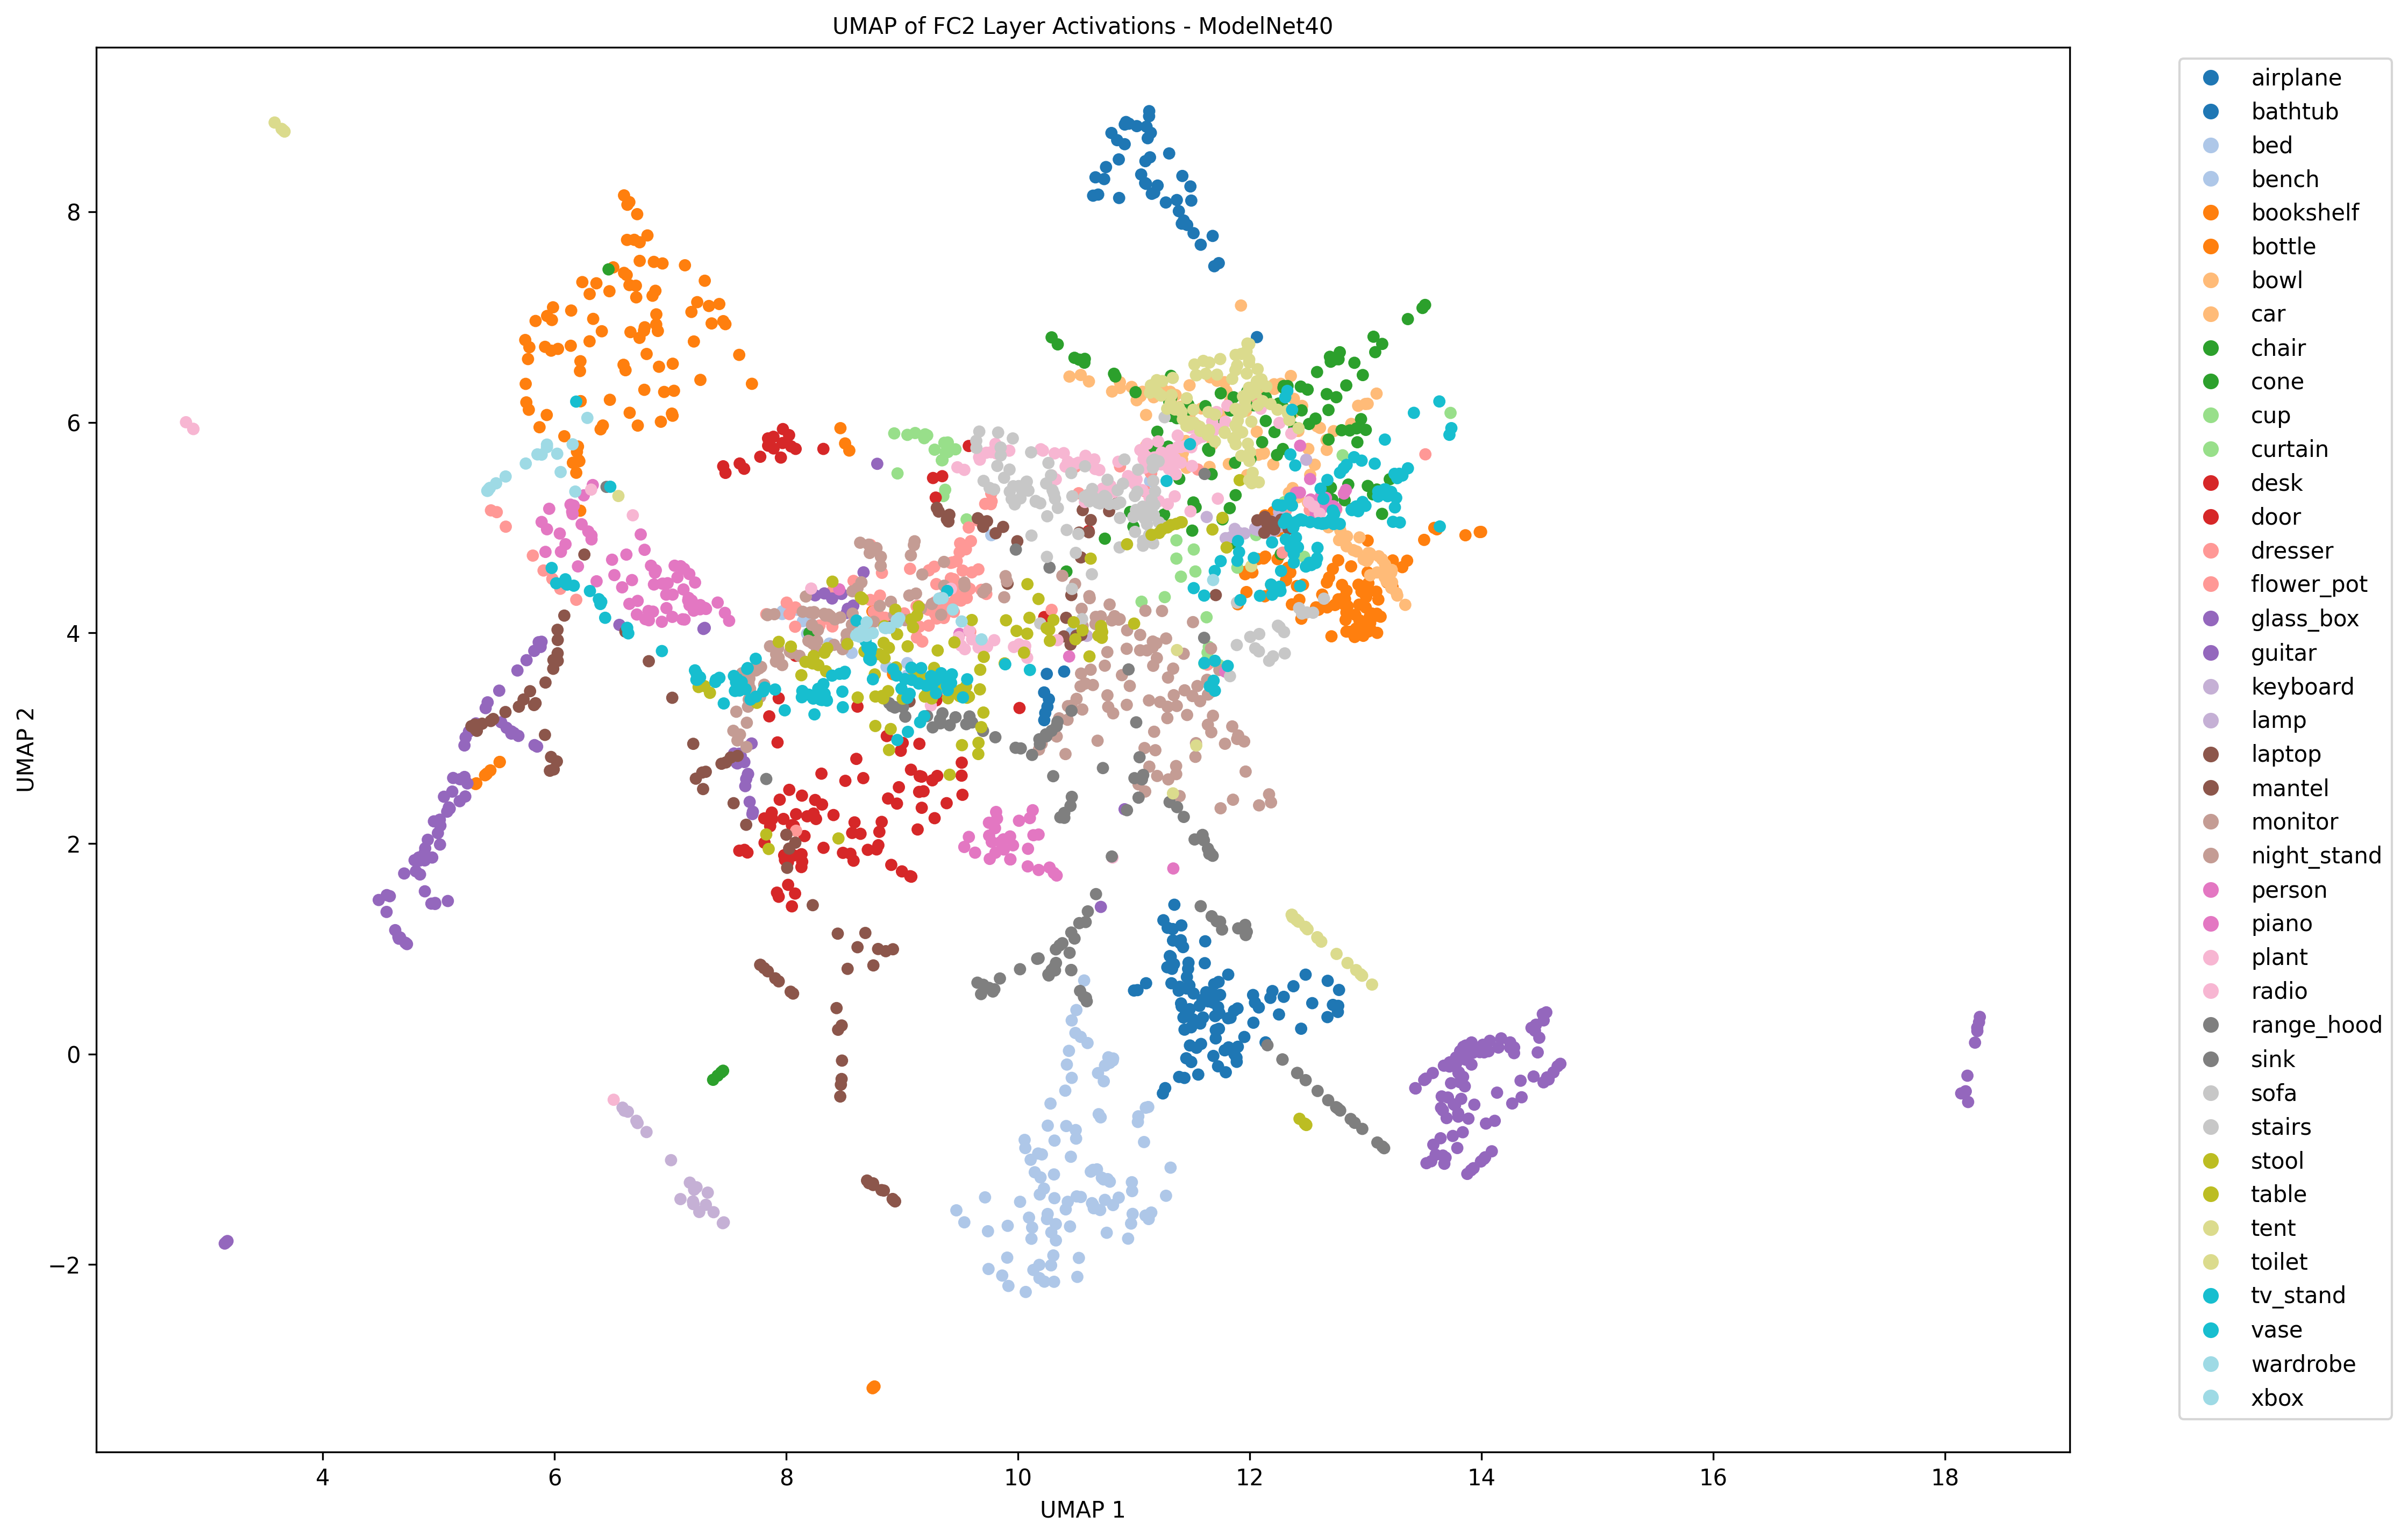 UMAP of FC2 Layer Activations - ModelNet40
8
6
4
2
0
−2
UMAP 2
4
6
8
10
12
14
16
18
UMAP 1
airplane
bathtub
bed
bench
bookshelf
bottle
bowl
car
chair
cone
cup
curtain
desk
door
dresser
flower_pot
glass_box
guitar
keyboard
lamp
laptop
mantel
monitor
night_stand
person
piano
plant
radio
range_hood
sink
sofa
stairs
stool
table
tent
toilet
tv_stand
vase
wardrobe
xbox